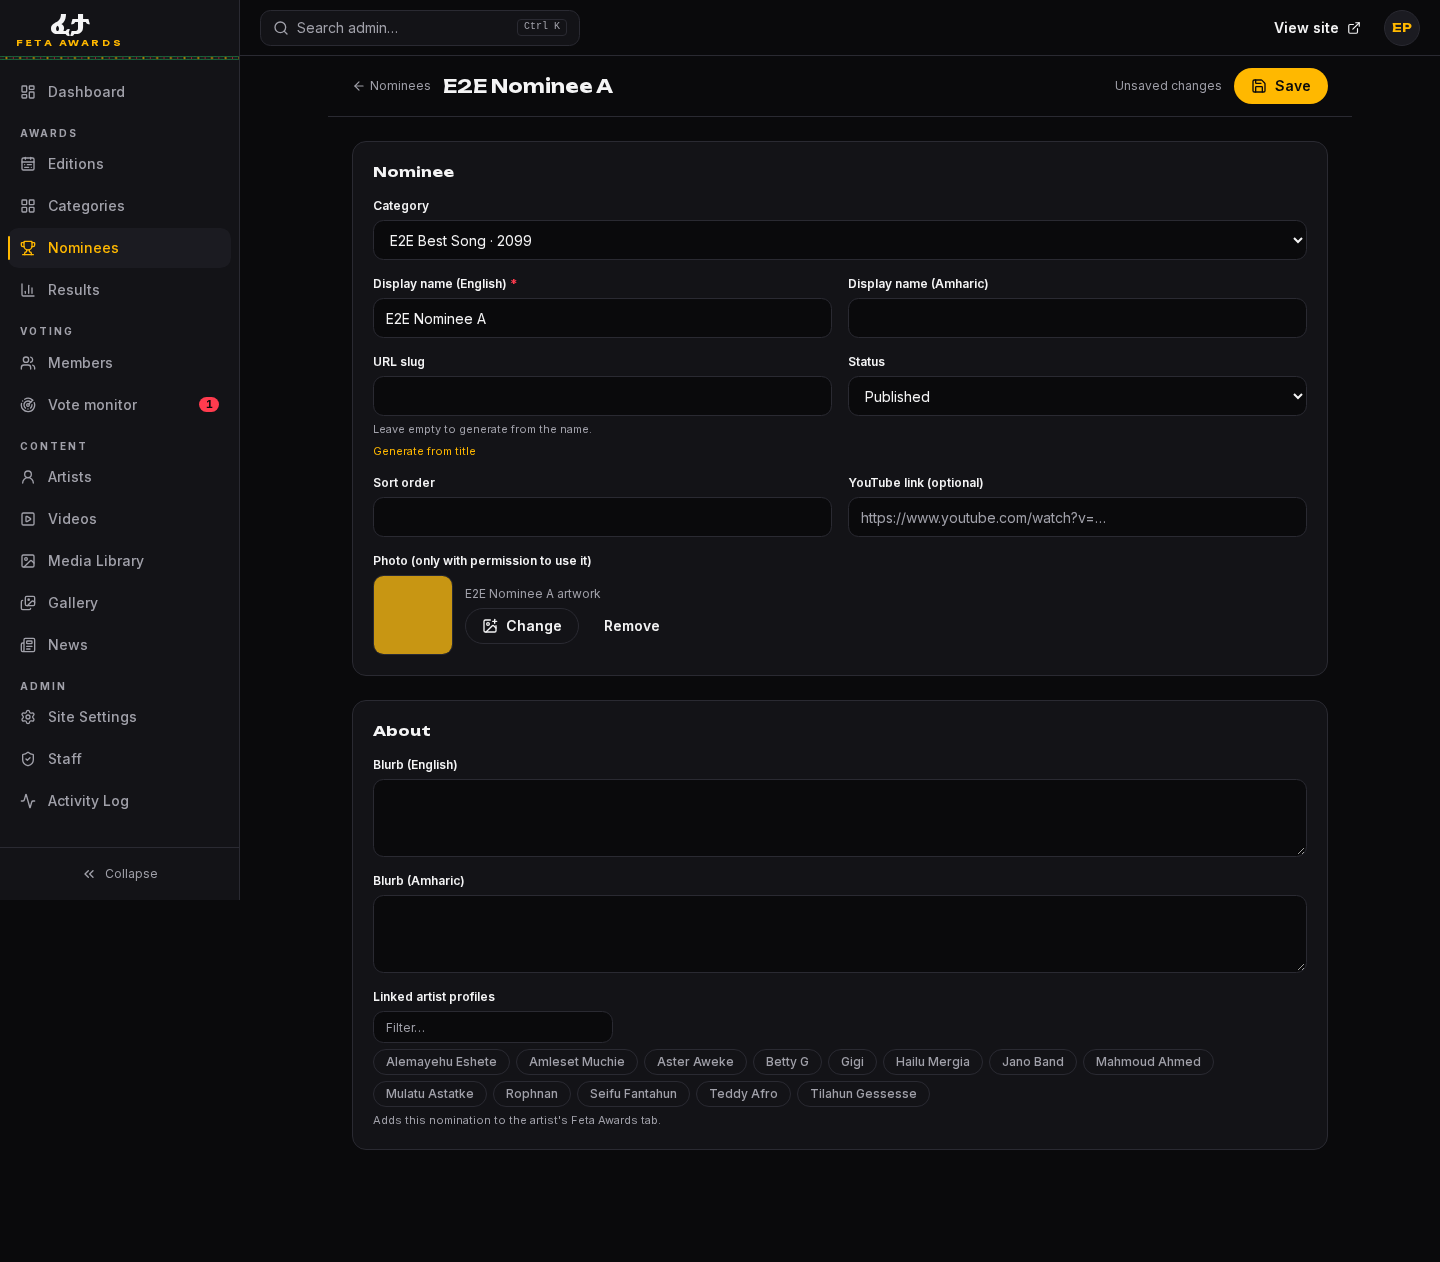 ፈታ
FETA AWARDS
Search admin...
Ctrl K
View site
EP
Dashboard
AWARDS
Editions
Categories
Nominees
Results
VOTING
Members
Vote monitor
1
CONTENT
Artists
Videos
Media Library
Gallery
News
ADMIN
Site Settings
Staff
Activity Log
Collapse
Nominees
E2E Nominee A
Unsaved changes
Save
Nominee
Category
E2E Best Song · 2099
Display name (English) *
Display name (Amharic)
E2E Nominee A
URL slug
Status
Published
Leave empty to generate from the name.
Generate from title
Sort order
YouTube link (optional)
https://www.youtube.com/watch?v=...
Photo (only with permission to use it)
E2E Nominee A artwork
Change
Remove
About
Blurb (English)
Blurb (Amharic)
Linked artist profiles
Filter...
Alemayehu Eshete
Amleset Muchie
Aster Aweke
Betty G
Gigi
Hailu Mergia
Jano Band
Mahmoud Ahmed
Mulatu Astatke
Rophnan
Seifu Fantahun
Teddy Afro
Tilahun Gessesse
Adds this nomination to the artist's Feta Awards tab.